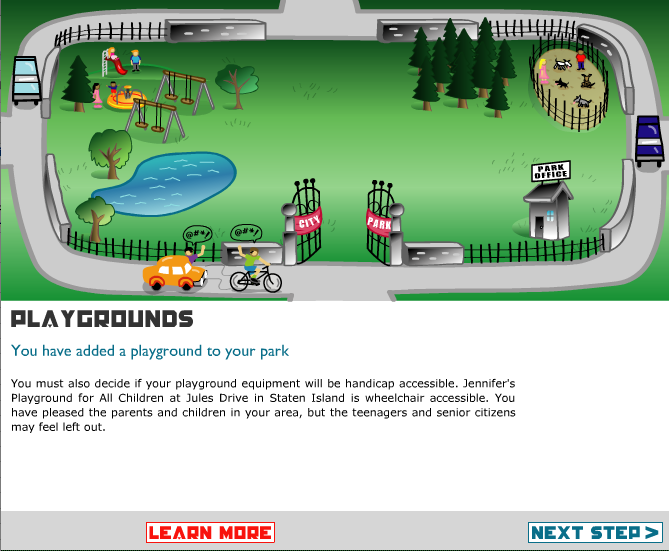 PARK
OFFICE
CITY
PARK
@#*!
@#*!
PLAYGROUNDS
You have added a playground to your park
You must also decide if your playground equipment will be handicap accessible. Jennifer's
Playground for All Children at Jules Drive in Staten Island is wheelchair accessible. You
have pleased the parents and children in your area, but the teenagers and senior citizens
may feel left out.
LEARN MORE
NEXT STEP >